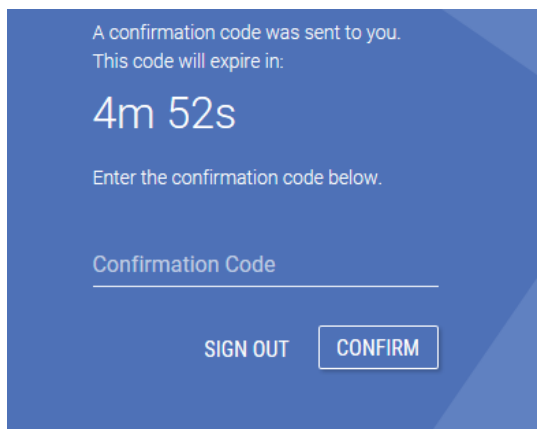 A confirmation code was sent to you.
This code will expire in:
4m 52s
Enter the confirmation code below.
Confirmation Code
SIGN OUT CONFIRM